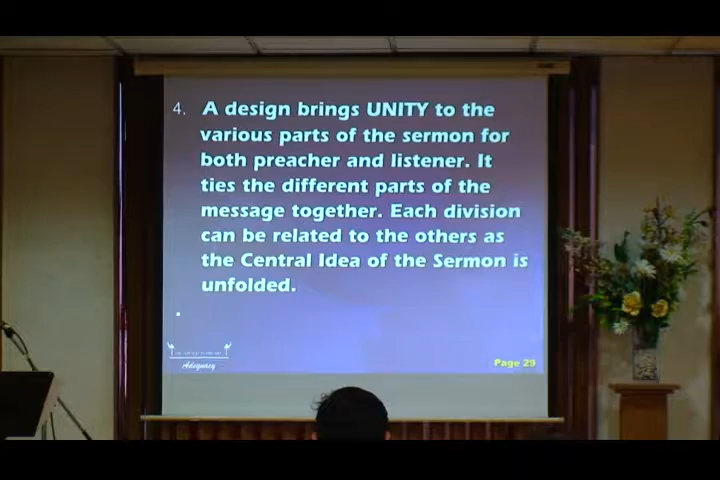 4. A design brings UNITY to the
various parts of the sermon for
both preacher and listener. It
ties the different parts of the
message together. Each division
can be related to the others as
the Central Idea of the Sermon is
unfolded.
Adequacy
Page 29